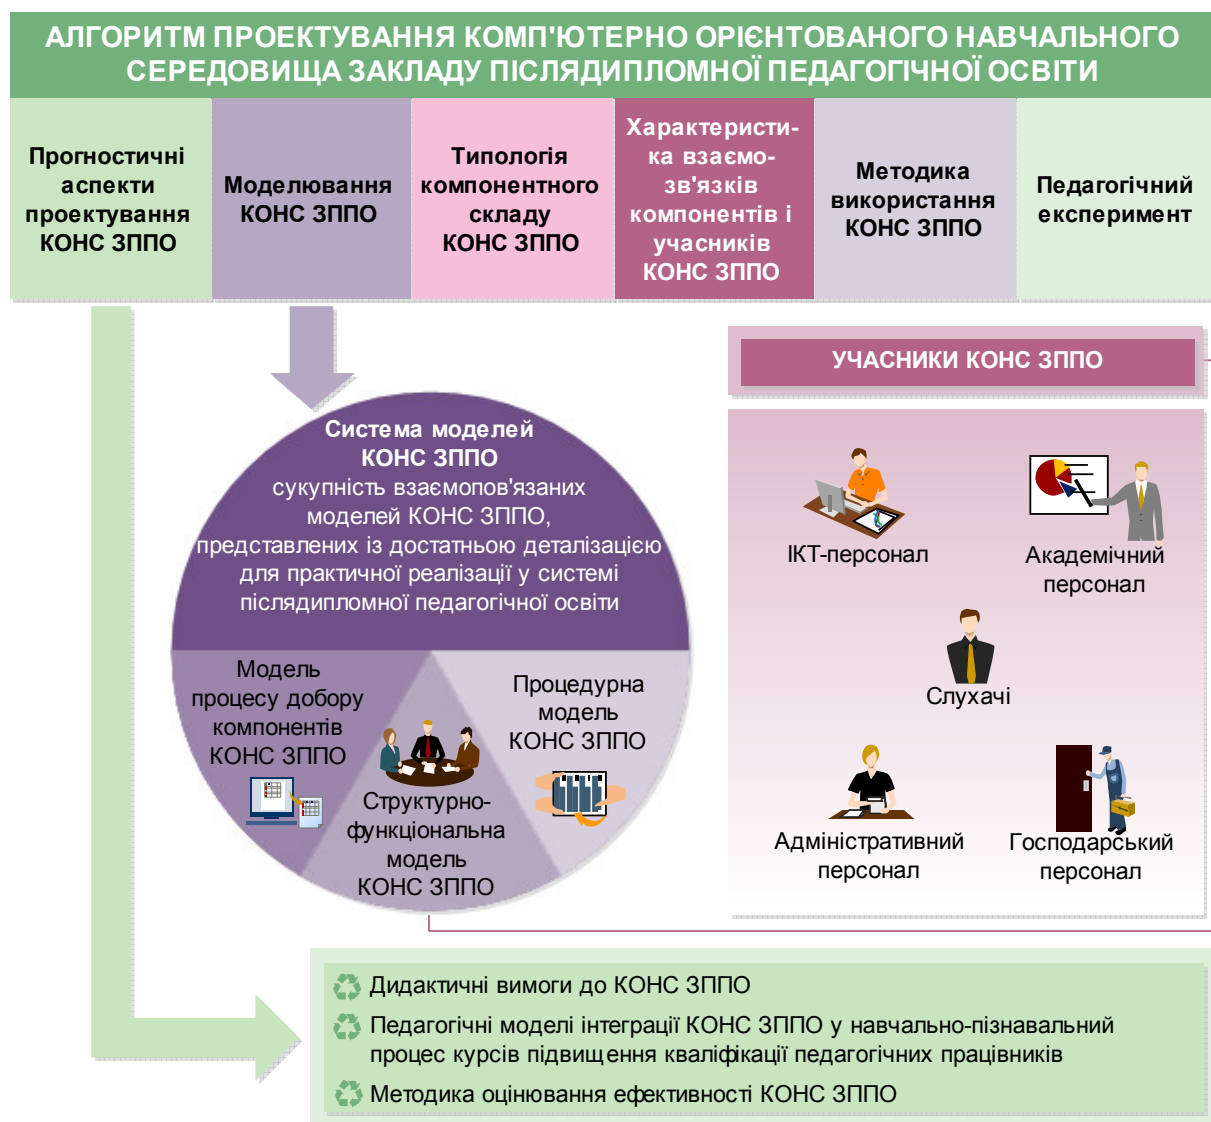 АЛГОРИТМ ПРОЕКТУВАННЯ КОМП'ЮТЕРНО ОРІЄНТОВАНОГО НАВЧАЛЬНОГО
СЕРЕДОВИЩА ЗАКЛАДУ ПІСЛЯДИПЛОМНОЇ ПЕДАГОГІЧНОЇ ОСВІТИ
Прогностичні
аспекти
проектування
КОНС ЗППО
Моделювання
КОНС ЗППО
Типологія
компонентного
складу
КОНС ЗППО
Характеристи-
ка взаємо-
зв'язків
компонентів і
учасників
КОНС ЗППО
Методика
використання
КОНС ЗППО
Педагогічний
експеримент
Система моделей
КОНС ЗППО
сукупність взаємопов'язаних
моделей КОНС ЗППО,
представлених із достатньою деталізацією
для практичної реалізації у системі
післядипломної педагогічної освіти
Модель
процесу добору
компонентів
КОНС ЗППО
Структурно-
функціональна
модель
КОНС ЗППО
Процедурна
модель
КОНС ЗППО
УЧАСНИКИ КОНС ЗППО
ІКТ-персонал
Академічний
персонал
Слухачі
Адміністративний
персонал
Господарський
персонал
Дидактичні вимоги до КОНС ЗППО
Педагогічні моделі інтеграції КОНС ЗППО у навчально-пізнавальний
процес курсів підвищення кваліфікації педагогічних працівників
Методика оцінювання ефективності КОНС ЗППО